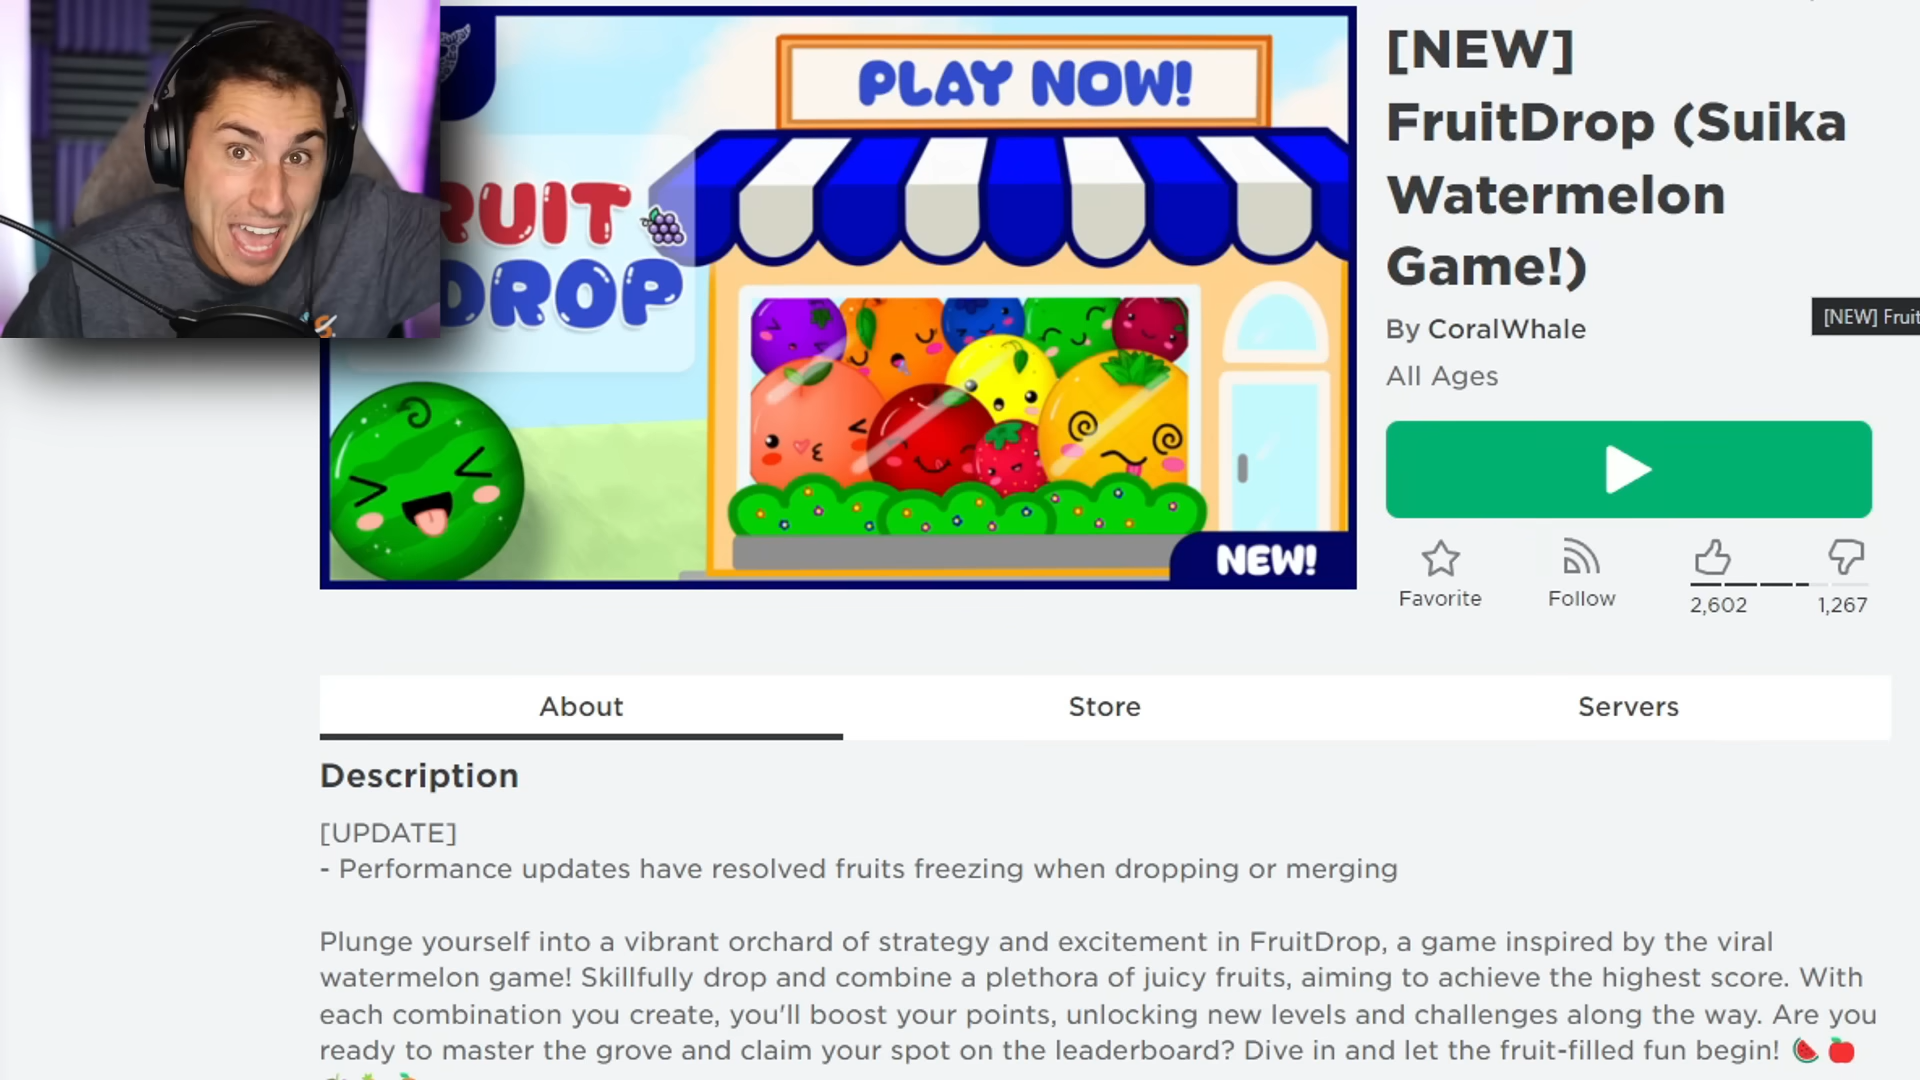 PLAY NOW!
RUIT
DROP
NEW!
[NEW]
FruitDrop (Suika
Watermelon
Game!)
By CoralWhale
[NEW] Fruit
All Ages
Favorite
Follow
2,602
1,267
About
Store
Servers
Description
[UPDATE]
- Performance updates have resolved fruits freezing when dropping or merging
Plunge yourself into a vibrant orchard of strategy and excitement in FruitDrop, a game inspired by the viral
watermelon game! Skillfully drop and combine a plethora of juicy fruits, aiming to achieve the highest score. With
each combination you create, you'll boost your points, unlocking new levels and challenges along the way. Are you
ready to master the grove and claim your spot on the leaderboard? Dive in and let the fruit-filled fun begin! 🍉 🍎